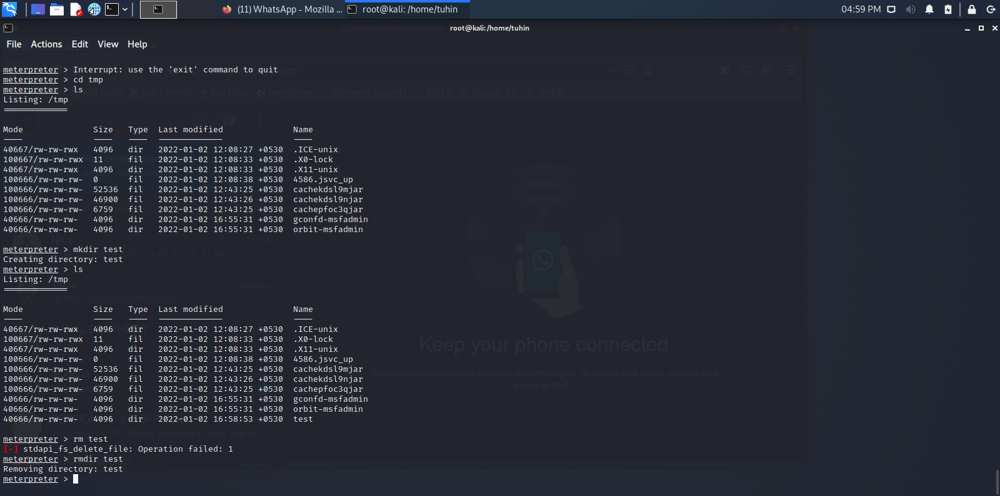 (11) WhatsApp - Mozilla ...
root@kali: /home/tuhin
04:59 PM
root@kali: /home/tuhin
File Actions Edit View Help
meterpreter > Interrupt: use the 'exit' command to quit
meterpreter > cd tmp
meterpreter > ls
Kali Tools Kali Forums Kali Docs NetHunter Offensive Security MSFU Exploit-DB GHDB
Listing: /tmp
=============
Mode Size Type Last modified Name
---- ---- ---- ------------- ----
40667/rw-rw-rwx 4096 dir 2022-01-02 12:08:27 +0530 .ICE-unix
100667/rw-rw-rwx 11 fil 2022-01-02 12:08:33 +0530 .X0-lock
40667/rw-rw-rwx 4096 dir 2022-01-02 12:08:33 +0530 .X11-unix
100666/rw-rw-rw- 0 fil 2022-01-02 12:08:38 +0530 4586.jsvc_up
100666/rw-rw-rw- 52536 fil 2022-01-02 12:43:25 +0530 cachekdsl9mjar
100666/rw-rw-rw- 46900 fil 2022-01-02 12:43:26 +0530 cachekdsl9njar
100666/rw-rw-rw- 6759 fil 2022-01-02 12:43:25 +0530 cachepfoc3qjar
40666/rw-rw-rw- 4096 dir 2022-01-02 16:55:31 +0530 gconfd-msfadmin
40666/rw-rw-rw- 4096 dir 2022-01-02 16:55:31 +0530 orbit-msfadmin
Niraj
meterpreter > mkdir test
Creating directory: test
meterpreter > ls
Listing: /tmp
=============
Mode Size Type Last modified Name
---- ---- ---- ------------- ----
40667/rw-rw-rwx 4096 dir 2022-01-02 12:08:27 +0530 .ICE-unix
100667/rw-rw-rwx 11 fil 2022-01-02 12:08:33 +0530 .X0-lock
40667/rw-rw-rwx 4096 dir 2022-01-02 12:08:33 +0530 .X11-unix
100666/rw-rw-rw- 0 fil 2022-01-02 12:08:38 +0530 4586.jsvc_up
100666/rw-rw-rw- 52536 fil 2022-01-02 12:43:25 +0530 cachekdsl9mjar
100666/rw-rw-rw- 46900 fil 2022-01-02 12:43:26 +0530 cachekdsl9njar
100666/rw-rw-rw- 6759 fil 2022-01-02 12:43:25 +0530 cachepfoc3qjar
40666/rw-rw-rw- 4096 dir 2022-01-02 16:55:31 +0530 gconfd-msfadmin
40666/rw-rw-rw- 4096 dir 2022-01-02 16:55:31 +0530 orbit-msfadmin
40666/rw-rw-rw- 4096 dir 2022-01-02 16:58:53 +0530 test
Keep your phone connected
WhatsApp connects to your phone to sync messages. To reduce data usage, connect your
phone to Wi-Fi.
meterpreter > rm test
[-] stdapi_fs_delete_file: Operation failed: 1
meterpreter > rmdir test
Removing directory: test
meterpreter >